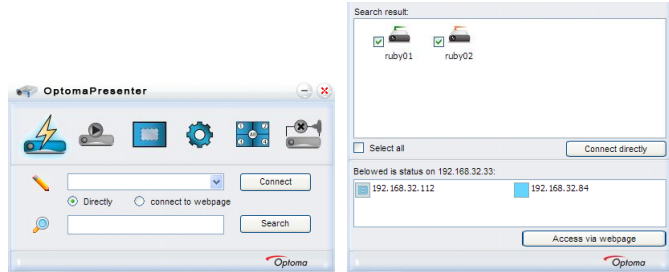 OptomaPresenter
Connect
Directly
connect to webpage
Search
Optoma
Search result:
ruby01
ruby02
Select all
Connect directly
Belowed is status on 192.168.32.33:
192.168.32.112
192.168.32.84
Access via webpage
Optoma